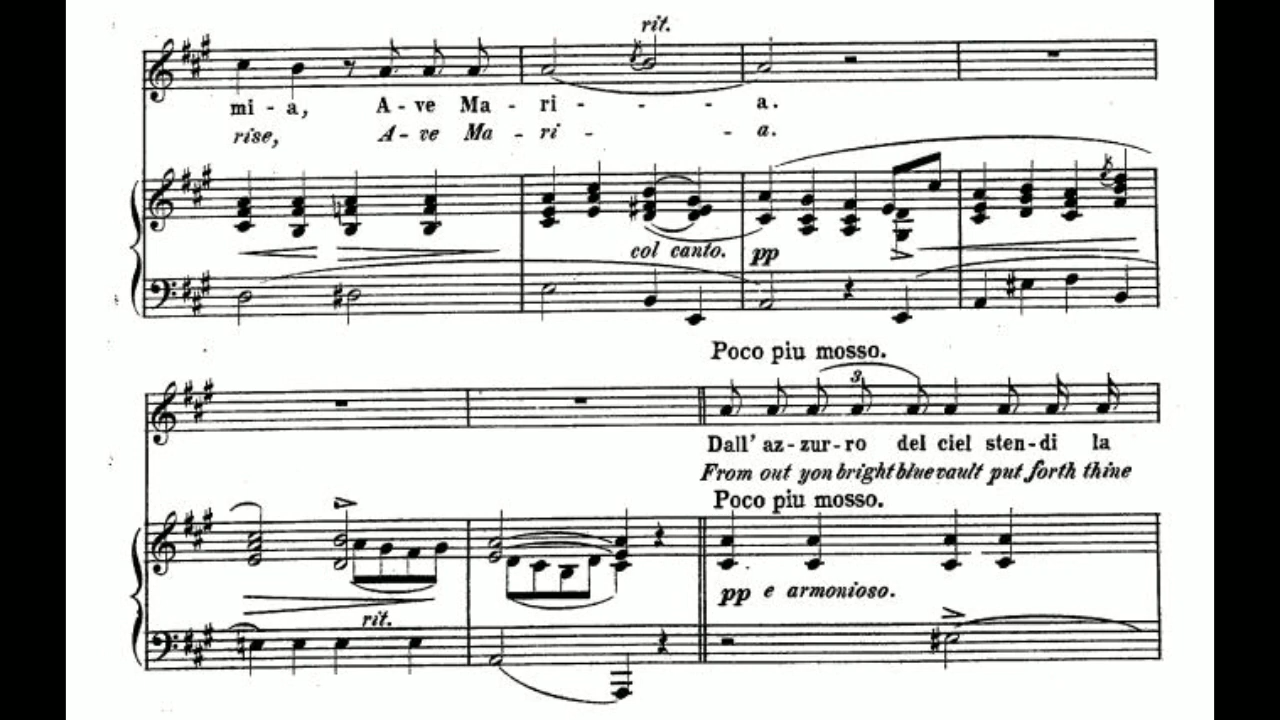 rit.
mi - a, A - ve Ma - ri - - - a.
rise, A - ve Ma - ri - - a.
col canto. pp
Poco piu mosso.
3
Dall' az - zur - ro del ciel sten - di la
From out yon bright blue vault put forth thine
Poco piu mosso.
pp e armonioso.
rit.